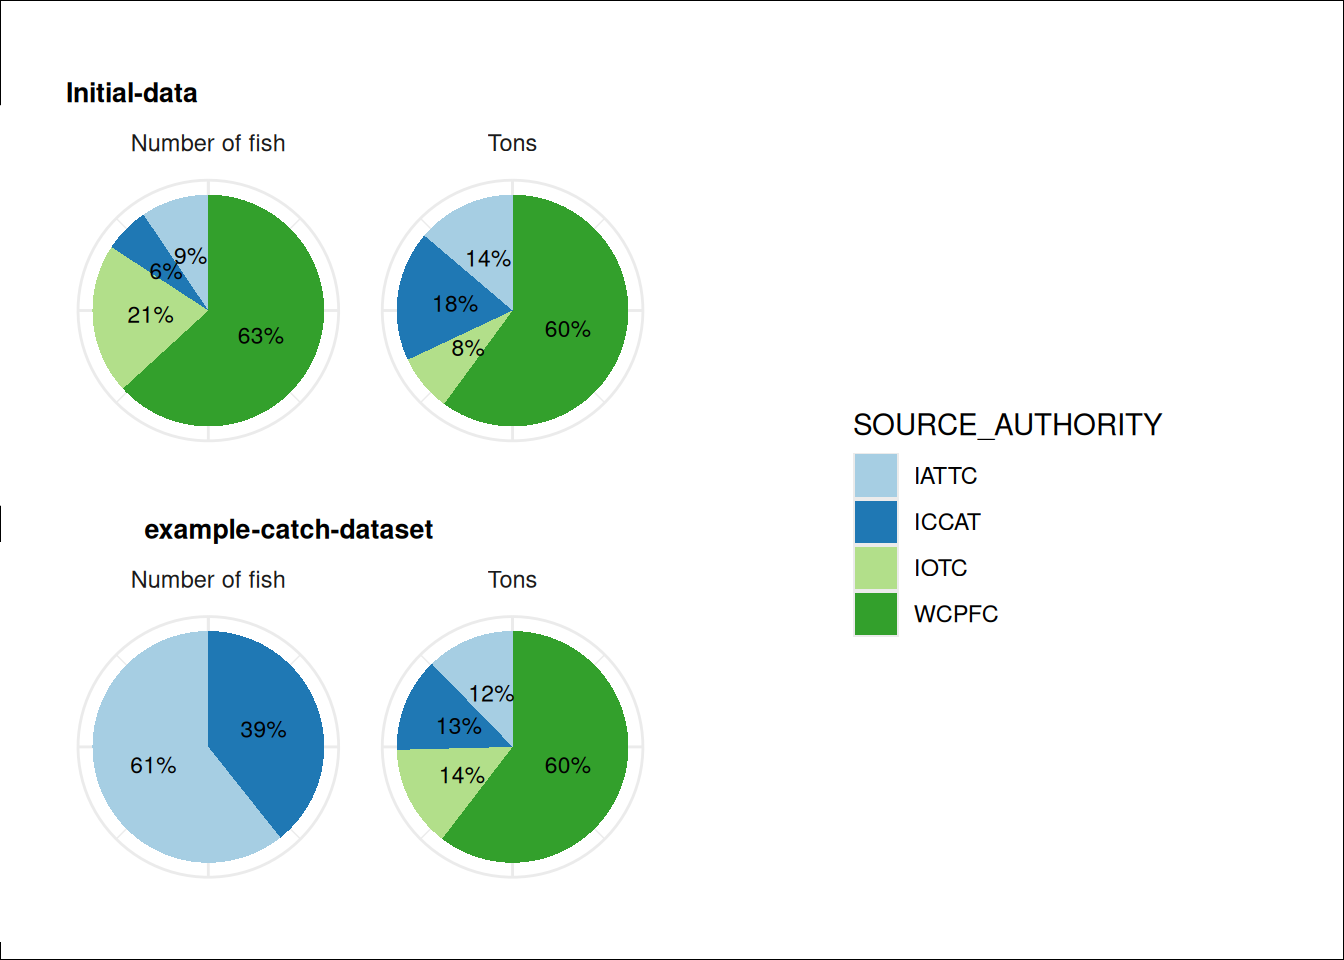 Initial-data
Number of fish
Tons
9%
6%
21%
63%
14%
18%
8%
60%
example-catch-dataset
Number of fish
Tons
39%
61%
12%
13%
14%
60%
SOURCE_AUTHORITY
IATTC
ICCAT
IOTC
WCPFC